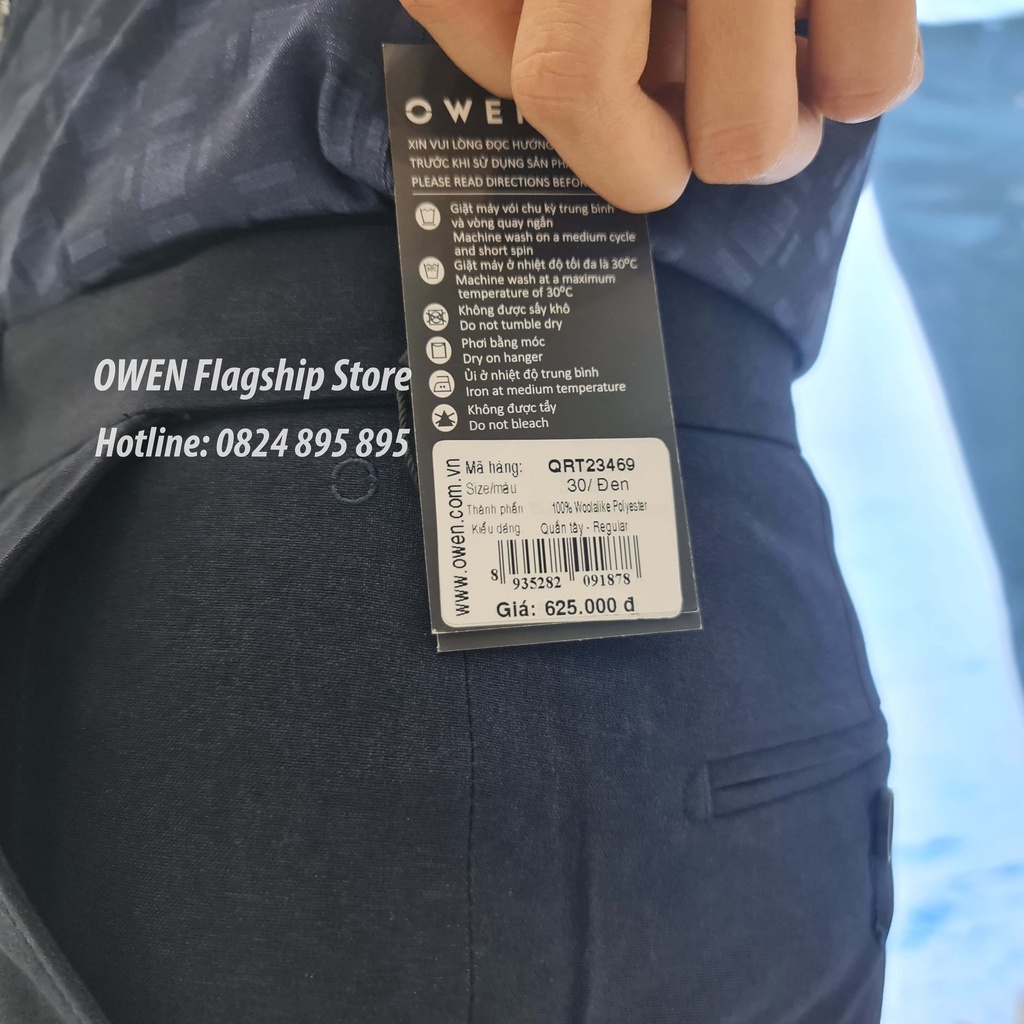 OWEN
XIN VUI LÒNG ĐỌC HƯỚNG
TRƯỚC KHI SỬ DỤNG SẢN
PLEASE READ DIRECTIONS
Giặt máy với chu kỳ trung bình
và vòng quay ngắn
Machine wash on a medium cycle
and short spin
Giặt máy ở nhiệt độ tối đa là 30ºC
Machine wash at a maximum
temperature of 30ºC
Không được sấy khô
Do not tumble dry
Phơi bằng móc
Dry on hanger
Ủi ở nhiệt độ trung bình
Iron at medium temperature
Không được tẩy
Do not bleach
OWEN Flagship Store
Hotline: 0824 895 895
www.owen.com.vn
Mã hàng: QRT23469
Size/màu 30/ Đen
Thành phần 100% Woolalike Polyester
Kiểu dáng Quần tây - Regular
8 935282 091878
Giá: 625.000 đ